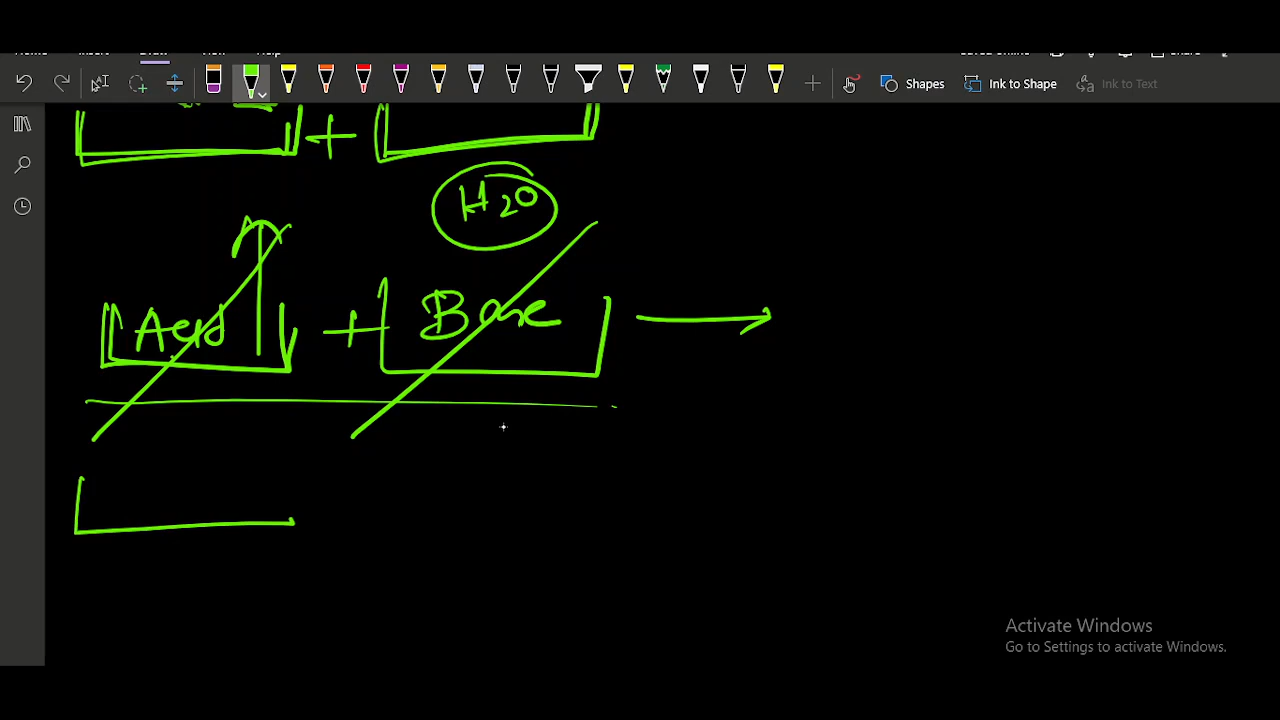 Shapes Ink to Shape Ink to Text
+
H2O
Acid + Base →
Activate Windows
Go to Settings to activate Windows.